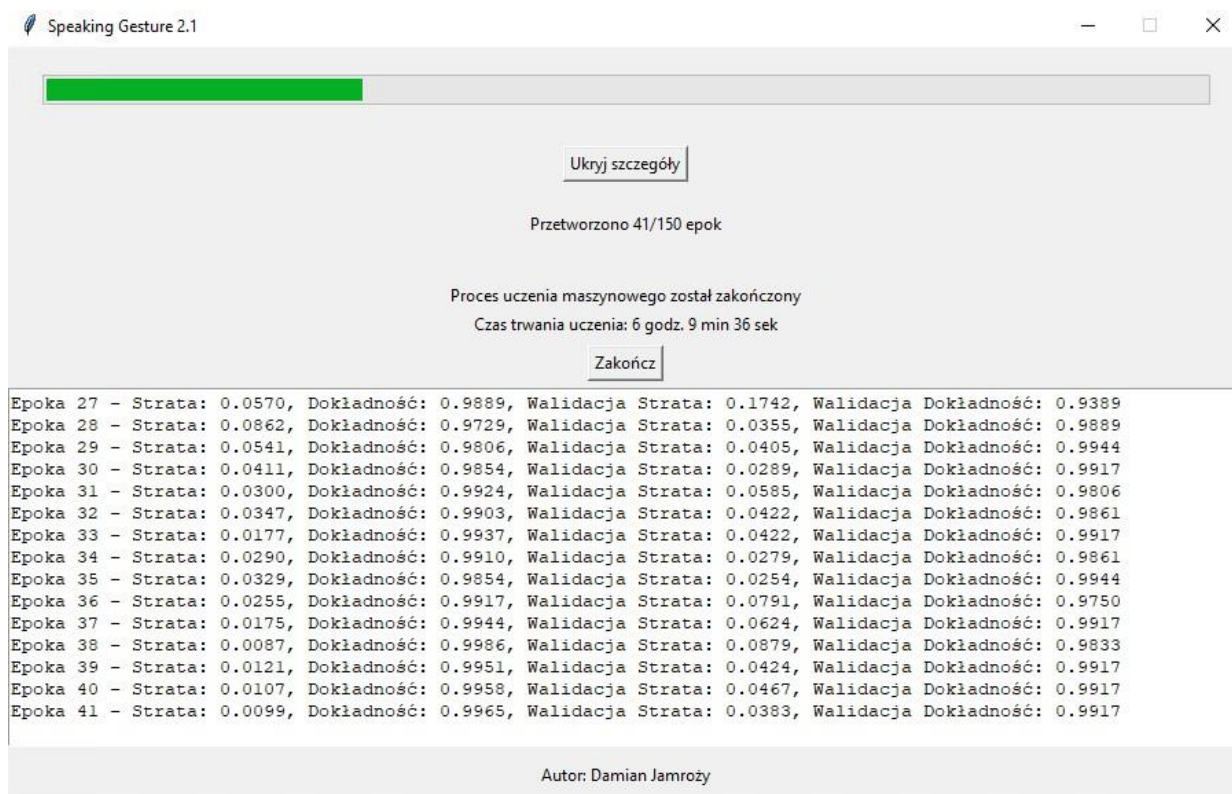 Speaking Gesture 2.1
Ukryj szczegóły
Przetworzono 41/150 epok
Proces uczenia maszynowego został zakończony
Czas trwania uczenia: 6 godz. 9 min 36 sek
Zakończ
Epoka 27 - Strata: 0.0570, Dokładność: 0.9889, Walidacja Strata: 0.1742, Walidacja Dokładność: 0.9389
Epoka 28 - Strata: 0.0862, Dokładność: 0.9729, Walidacja Strata: 0.0355, Walidacja Dokładność: 0.9889
Epoka 29 - Strata: 0.0541, Dokładność: 0.9806, Walidacja Strata: 0.0405, Walidacja Dokładność: 0.9944
Epoka 30 - Strata: 0.0411, Dokładność: 0.9854, Walidacja Strata: 0.0289, Walidacja Dokładność: 0.9917
Epoka 31 - Strata: 0.0300, Dokładność: 0.9924, Walidacja Strata: 0.0585, Walidacja Dokładność: 0.9806
Epoka 32 - Strata: 0.0347, Dokładność: 0.9903, Walidacja Strata: 0.0422, Walidacja Dokładność: 0.9861
Epoka 33 - Strata: 0.0177, Dokładność: 0.9937, Walidacja Strata: 0.0422, Walidacja Dokładność: 0.9917
Epoka 34 - Strata: 0.0290, Dokładność: 0.9910, Walidacja Strata: 0.0279, Walidacja Dokładność: 0.9861
Epoka 35 - Strata: 0.0329, Dokładność: 0.9854, Walidacja Strata: 0.0254, Walidacja Dokładność: 0.9944
Epoka 36 - Strata: 0.0255, Dokładność: 0.9917, Walidacja Strata: 0.0791, Walidacja Dokładność: 0.9750
Epoka 37 - Strata: 0.0175, Dokładność: 0.9944, Walidacja Strata: 0.0624, Walidacja Dokładność: 0.9917
Epoka 38 - Strata: 0.0087, Dokładność: 0.9986, Walidacja Strata: 0.0879, Walidacja Dokładność: 0.9833
Epoka 39 - Strata: 0.0121, Dokładność: 0.9951, Walidacja Strata: 0.0424, Walidacja Dokładność: 0.9917
Epoka 40 - Strata: 0.0107, Dokładność: 0.9958, Walidacja Strata: 0.0467, Walidacja Dokładność: 0.9917
Epoka 41 - Strata: 0.0099, Dokładność: 0.9965, Walidacja Strata: 0.0383, Walidacja Dokładność: 0.9917
Autor: Damian Jamroży